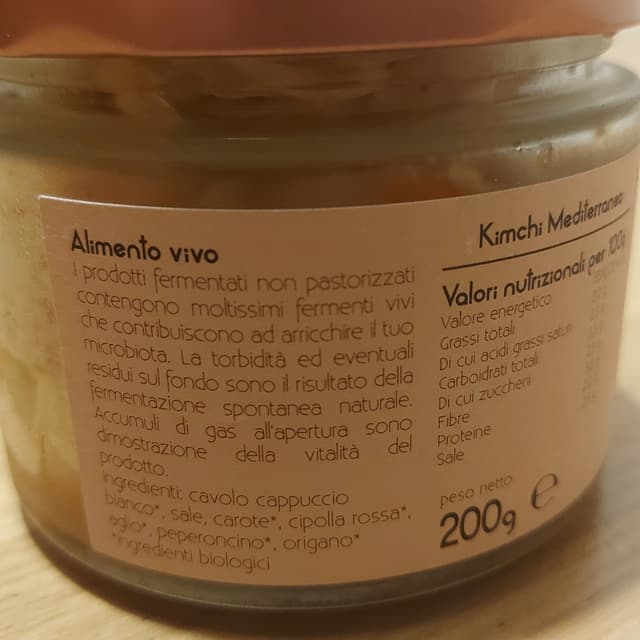 Alimento vivo
I prodotti fermentati non pastorizzati
contengono moltissimi fermenti vivi
che contribuiscono ad arricchire il tuo
microbiota. La torbidità ed eventuali
residui sul fondo sono il risultato della
fermentazione spontanea naturale.
Accumuli di gas all'apertura sono
dimostrazione della vitalità del
prodotto.
Ingredienti: cavolo cappuccio
bianco*, sale, carote*, cipolla rossa*,
aglio*, peperoncino*, origano*
*ingredienti biologici
Kimchi Mediterraneo
Valori nutrizionali per 100g
Valore energetico
Grassi totali
Di cui acidi grassi saturi
Carboidrati totali
Di cui zuccheri
Fibre
Proteine
Sale
peso netto
200g e